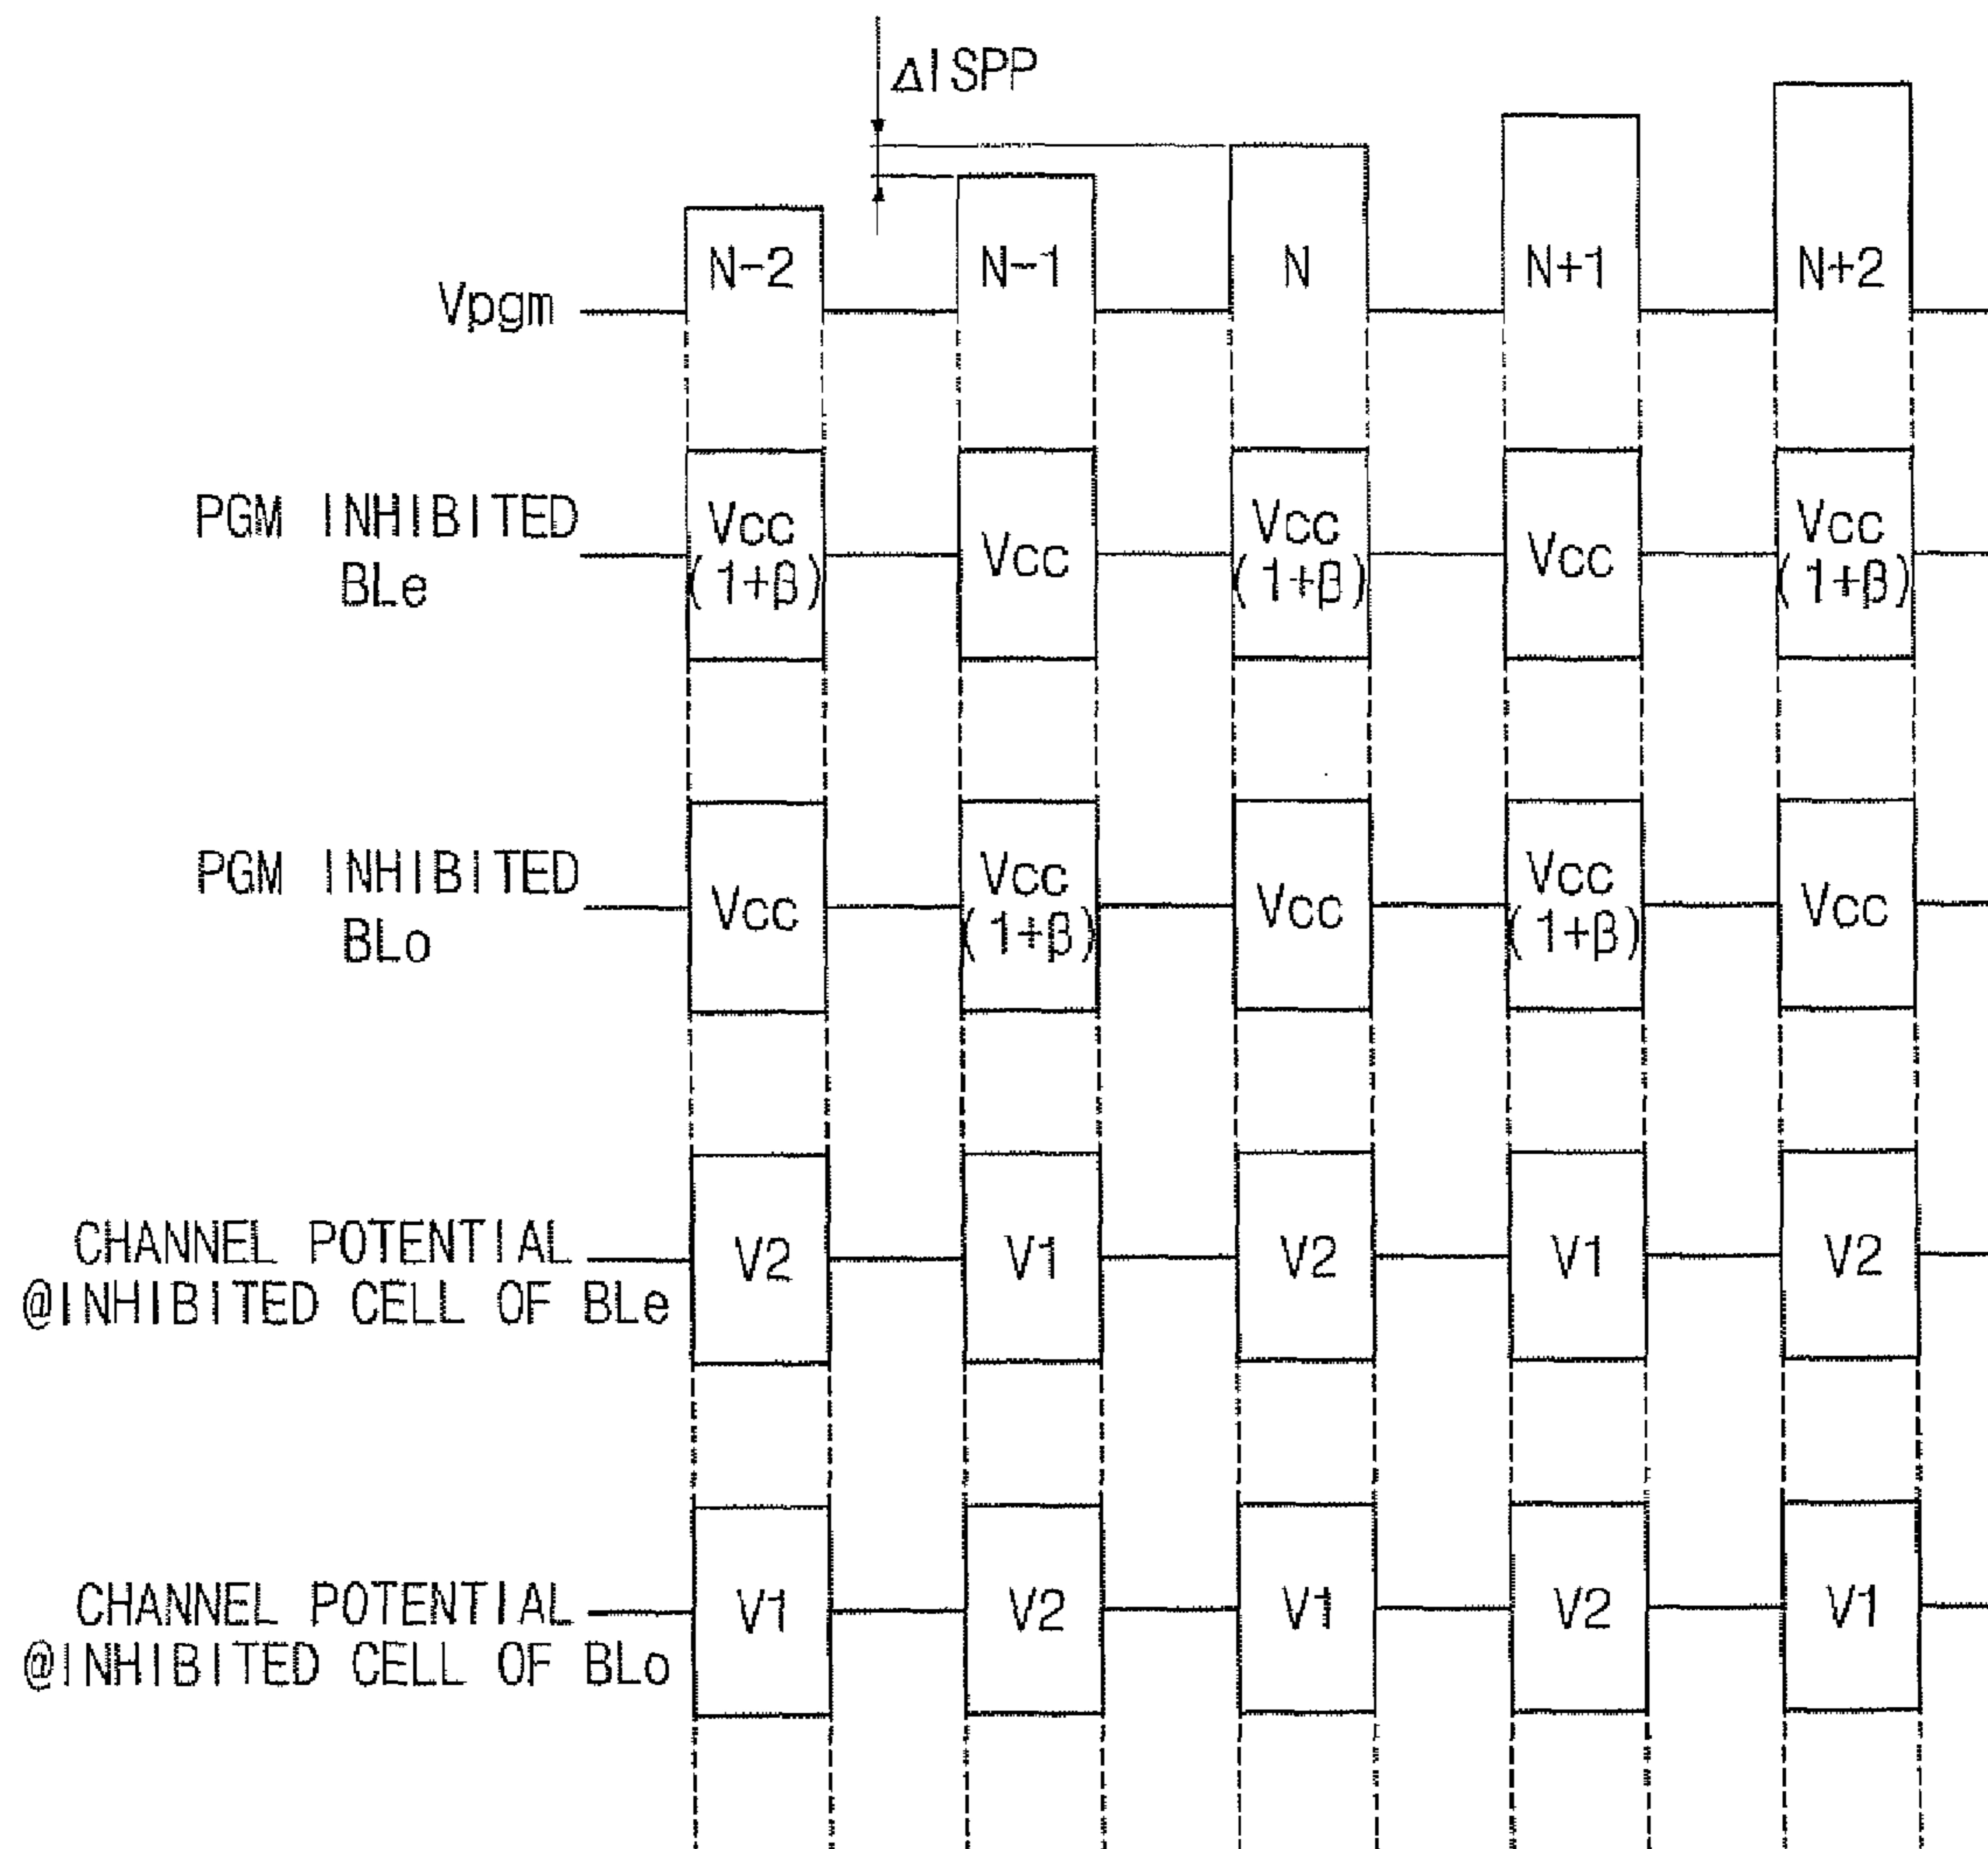 ΔISPP
Vpgm
N-2
N-1
N
N+1
N+2
PGM INHIBITED
BLe
Vcc
(1+β)
Vcc
Vcc
(1+β)
Vcc
Vcc
(1+β)
PGM INHIBITED
BLo
Vcc
Vcc
(1+β)
Vcc
Vcc
(1+β)
Vcc
CHANNEL POTENTIAL
@INHIBITED CELL OF BLe
V2
V1
V2
V1
V2
CHANNEL POTENTIAL
@INHIBITED CELL OF BLo
V1
V2
V1
V2
V1